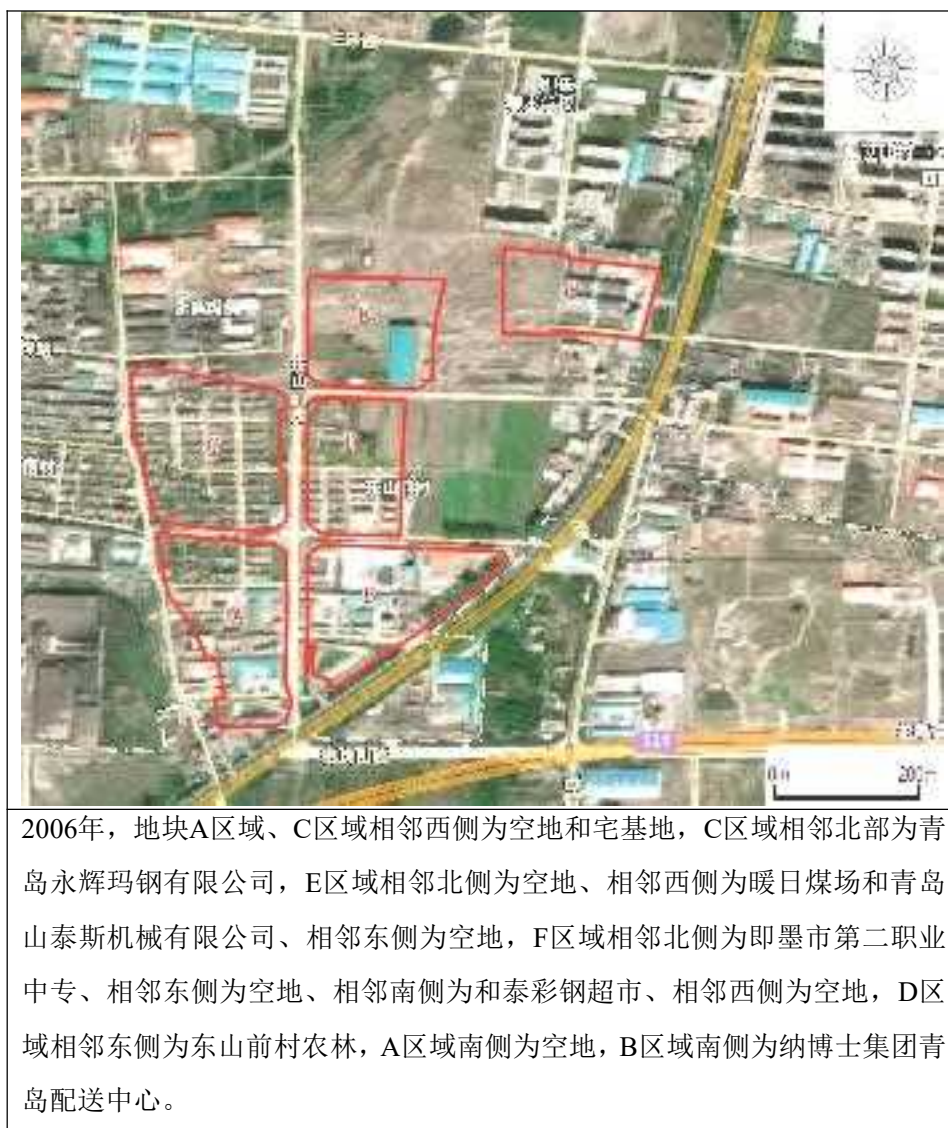 0m 200m
2006年，地块A区域、C区域相邻西侧为空地和宅基地，C区域相邻北部为青
岛永辉玛钢有限公司，E区域相邻北侧为空地、相邻西侧为暖日煤场和青岛
山泰斯机械有限公司、相邻东侧为空地，F区域相邻北侧为即墨市第二职业
中专、相邻东侧为空地、相邻南侧为和泰彩钢超市、相邻西侧为空地，D区
域相邻东侧为东山前村农林，A区域南侧为空地，B区域南侧为纳博士集团青
岛配送中心。